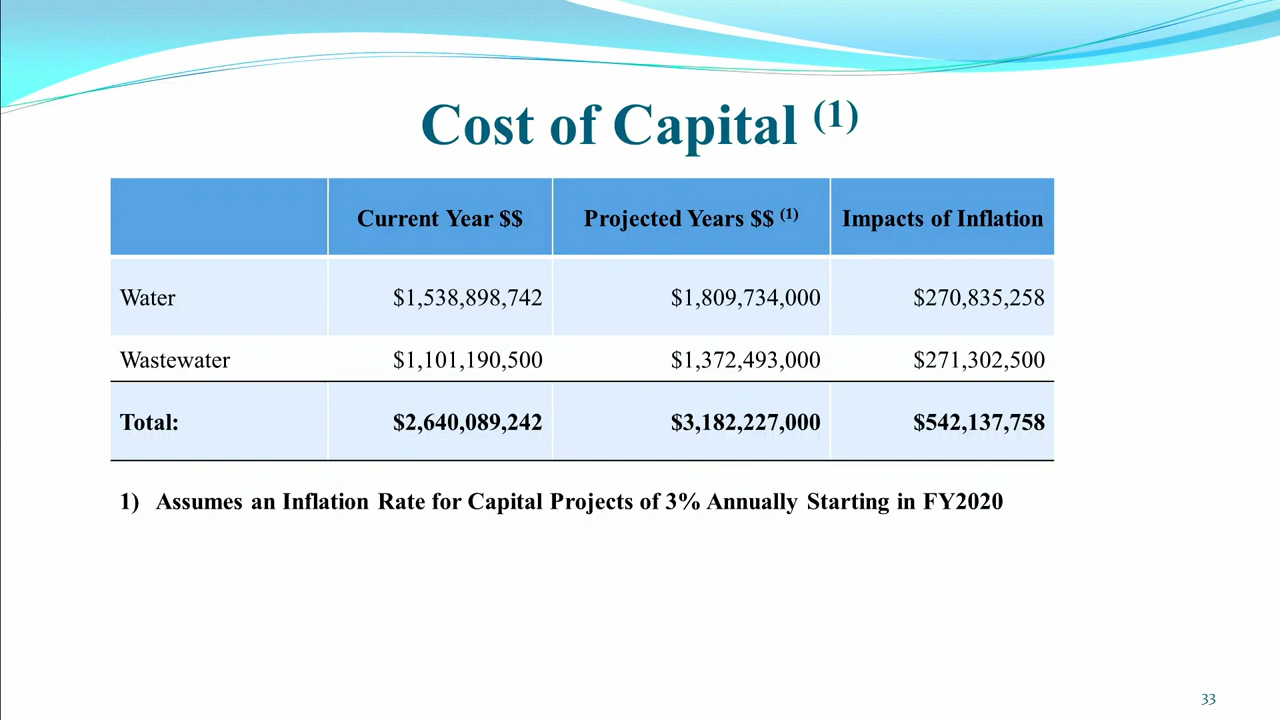 Cost of Capital (1)
Current Year $$ Projected Years $$ (1) Impacts of Inflation
Water $1,538,898,742 $1,809,734,000 $270,835,258
Wastewater $1,101,190,500 $1,372,493,000 $271,302,500
Total: $2,640,089,242 $3,182,227,000 $542,137,758
1) Assumes an Inflation Rate for Capital Projects of 3% Annually Starting in FY2020
33